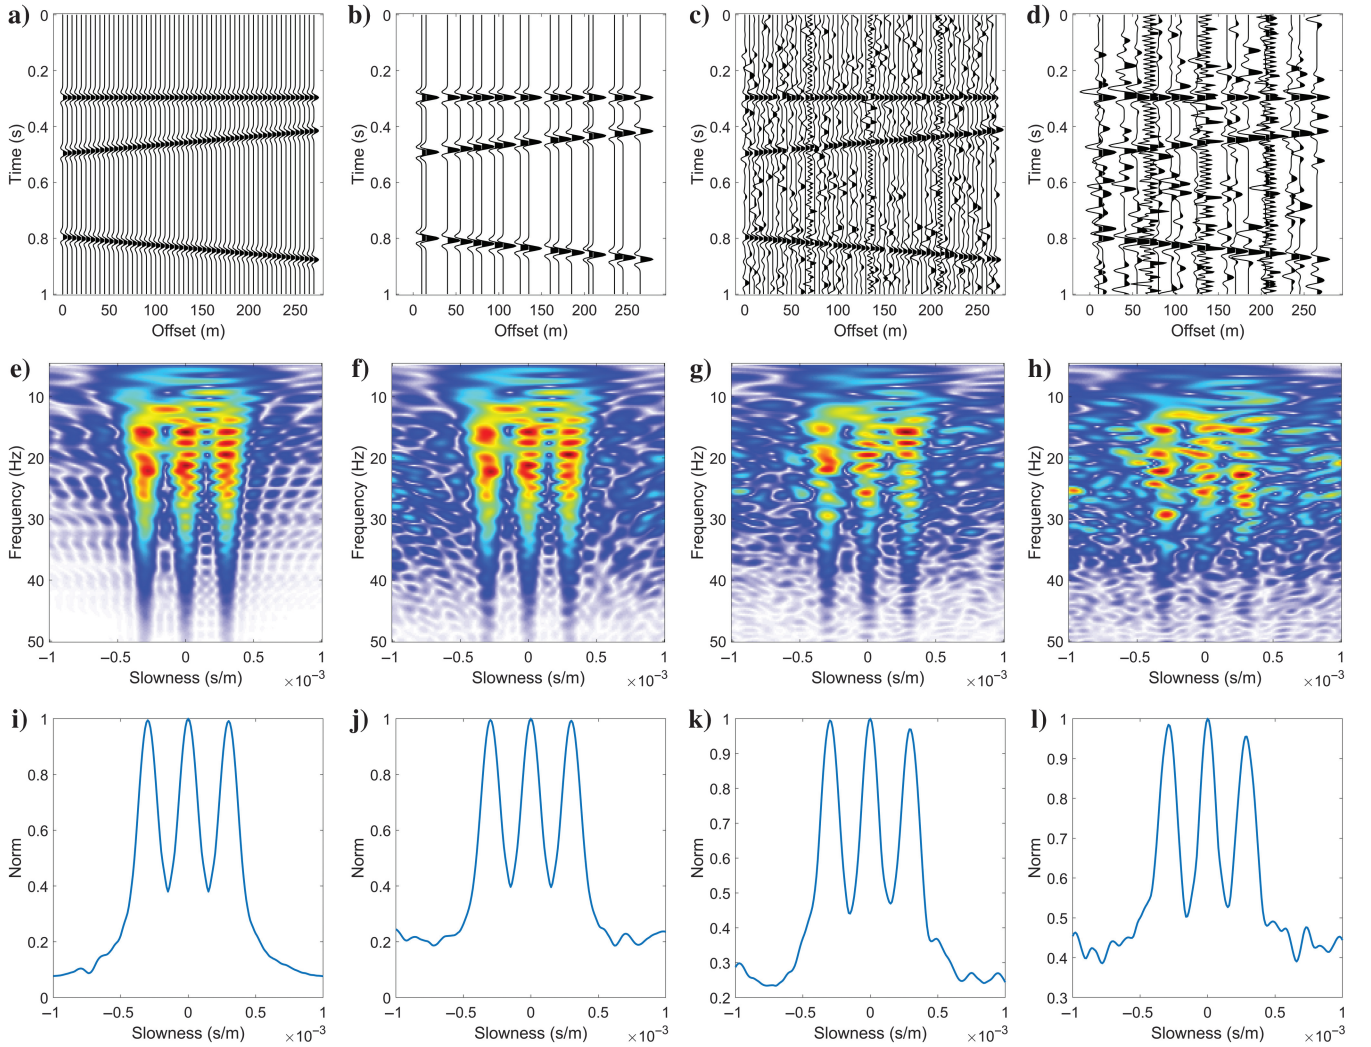 a) b) c) d)
0 0.2 0.4 0.6 0.8 1
Time (s)
0 50 100 150 200 250
Offset (m)
0 0.2 0.4 0.6 0.8 1
Time (s)
0 50 100 150 200 250
Offset (m)
0 0.2 0.4 0.6 0.8 1
Time (s)
0 50 100 150 200 250
Offset (m)
0 0.2 0.4 0.6 0.8 1
Time (s)
0 50 100 150 200 250
Offset (m)
e) f) g) h)
10 20 30 40 50
Frequency (Hz)
−1 −0.5 0 0.5 1
Slowness (s/m) ×10−3
10 20 30 40 50
Frequency (Hz)
−1 −0.5 0 0.5 1
Slowness (s/m) ×10−3
10 20 30 40 50
Frequency (Hz)
−1 −0.5 0 0.5 1
Slowness (s/m) ×10−3
10 20 30 40 50
Frequency (Hz)
−1 −0.5 0 0.5 1
Slowness (s/m) ×10−3
i) j) k) l)
1 0.8 0.6 0.4 0.2 0
Norm
−1 −0.5 0 0.5 1
Slowness (s/m) ×10−3
1 0.8 0.6 0.4 0.2 0
Norm
−1 −0.5 0 0.5 1
Slowness (s/m) ×10−3
1 0.9 0.8 0.7 0.6 0.5 0.4 0.3 0.2
Norm
−1 −0.5 0 0.5 1
Slowness (s/m) ×10−3
1 0.9 0.8 0.7 0.6 0.5 0.4 0.3
Norm
−1 −0.5 0 0.5 1
Slowness (s/m) ×10−3